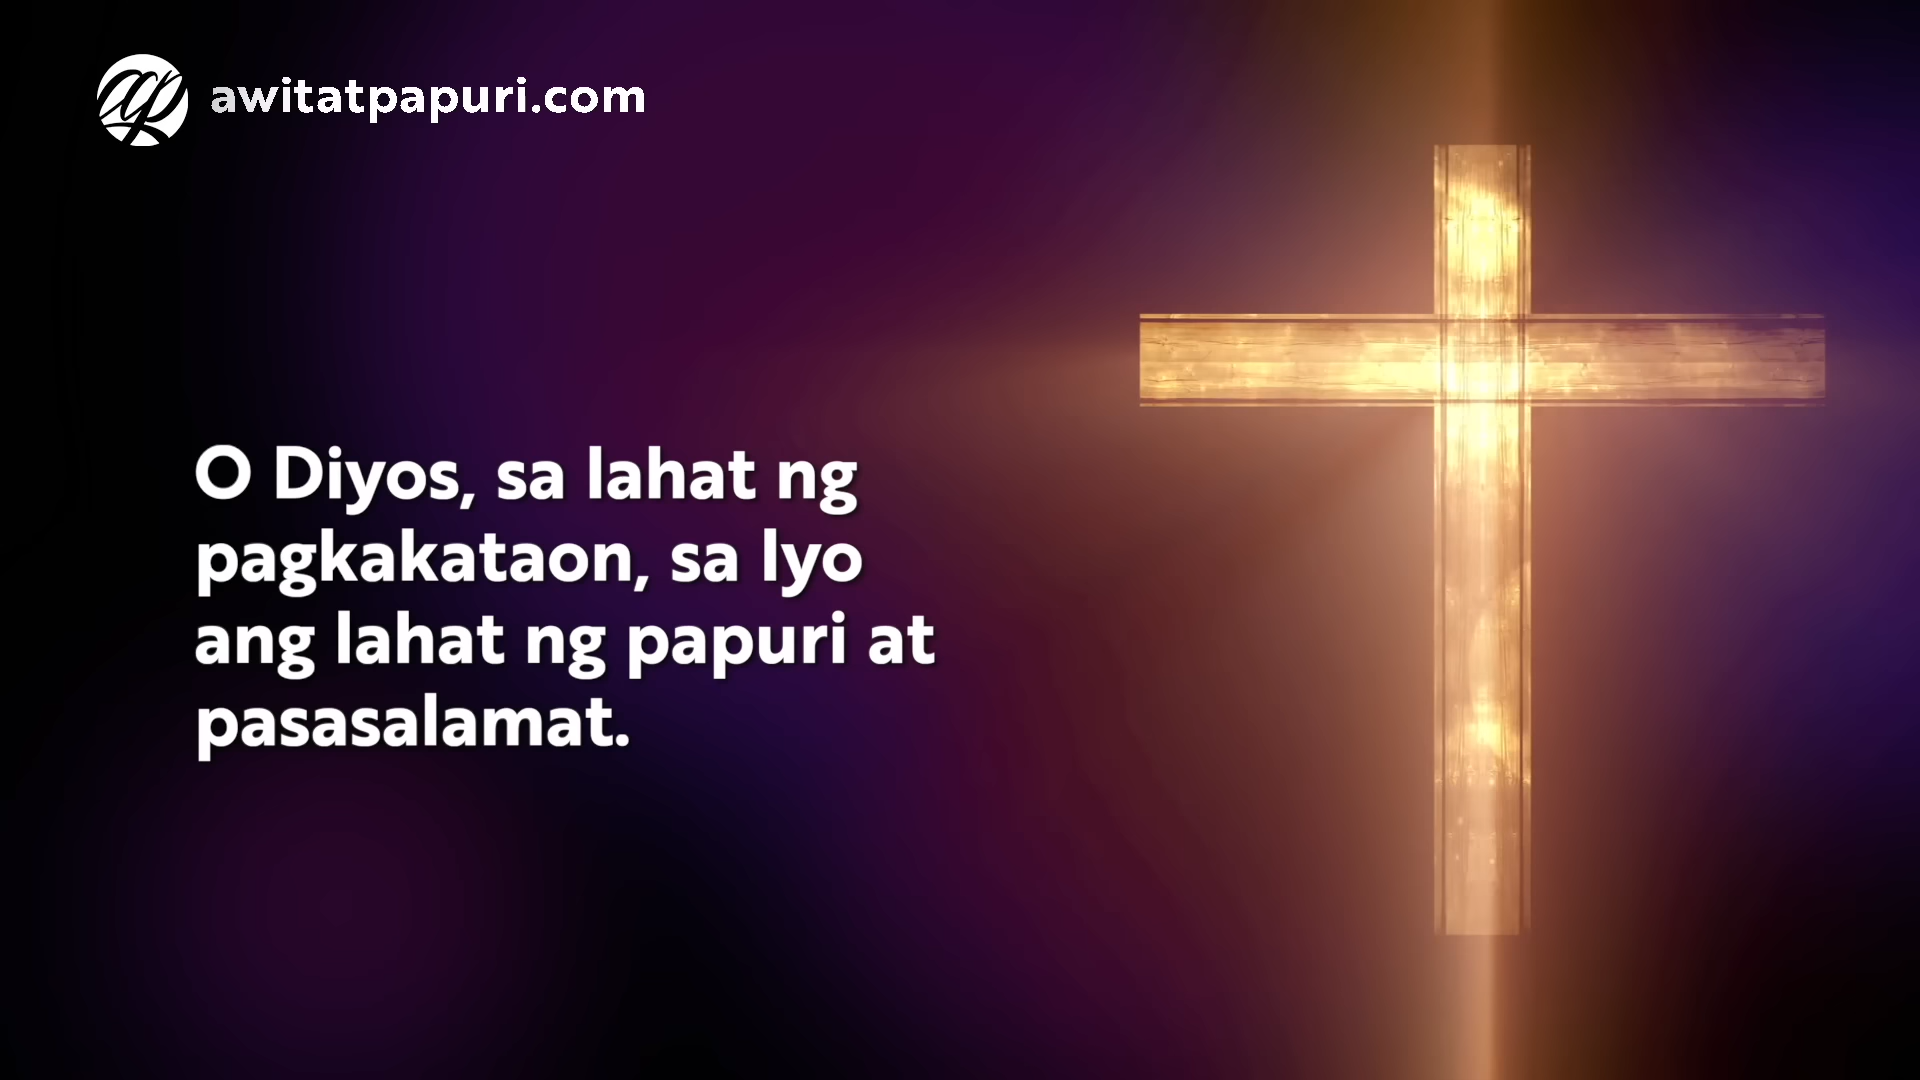 awitatpapuri.com
O Diyos, sa lahat ng
pagkakataon, sa Iyo
ang lahat ng papuri at
pasasalamat.